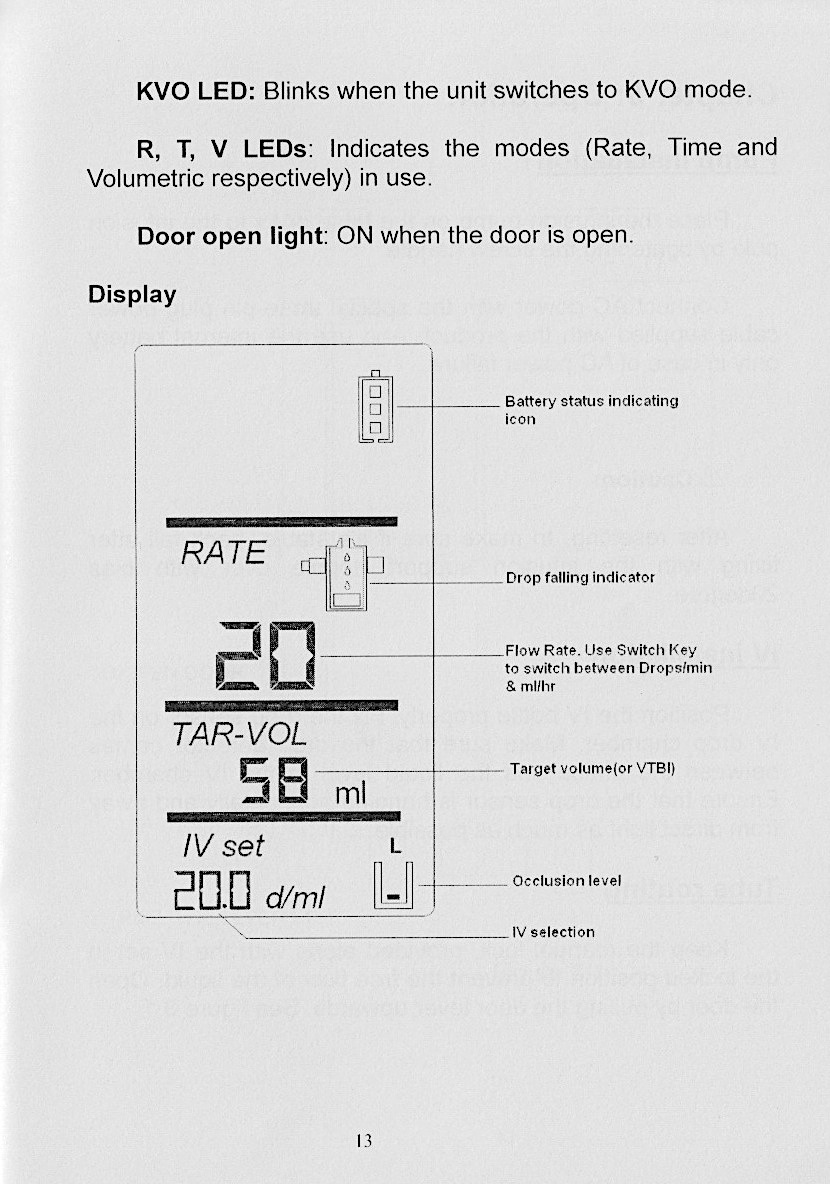 KVO LED: Blinks when the unit switches to KVO mode.
R, T, V LEDs: Indicates the modes (Rate, Time and
Volumetric respectively) in use.
Door open light: ON when the door is open.
Display
Battery status indicating
icon
RATE
Drop falling indicator
20
Flow Rate. Use Switch Key
to switch between Drops/min
& ml/hr
TAR-VOL
58 ml
Target volume(or VTBI)
IV set L
20.0 d/ml
Occlusion level
IV selection
13